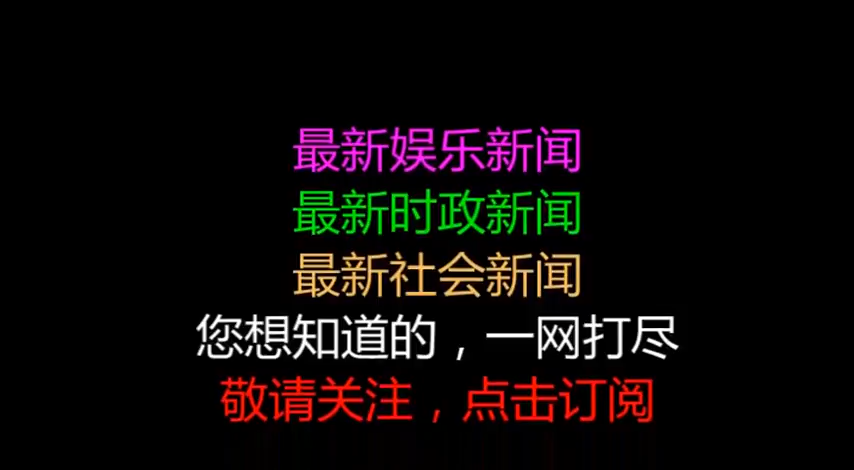 最新娱乐新闻
最新时政新闻
最新社会新闻
您想知道的，一网打尽
敬请关注，点击订阅